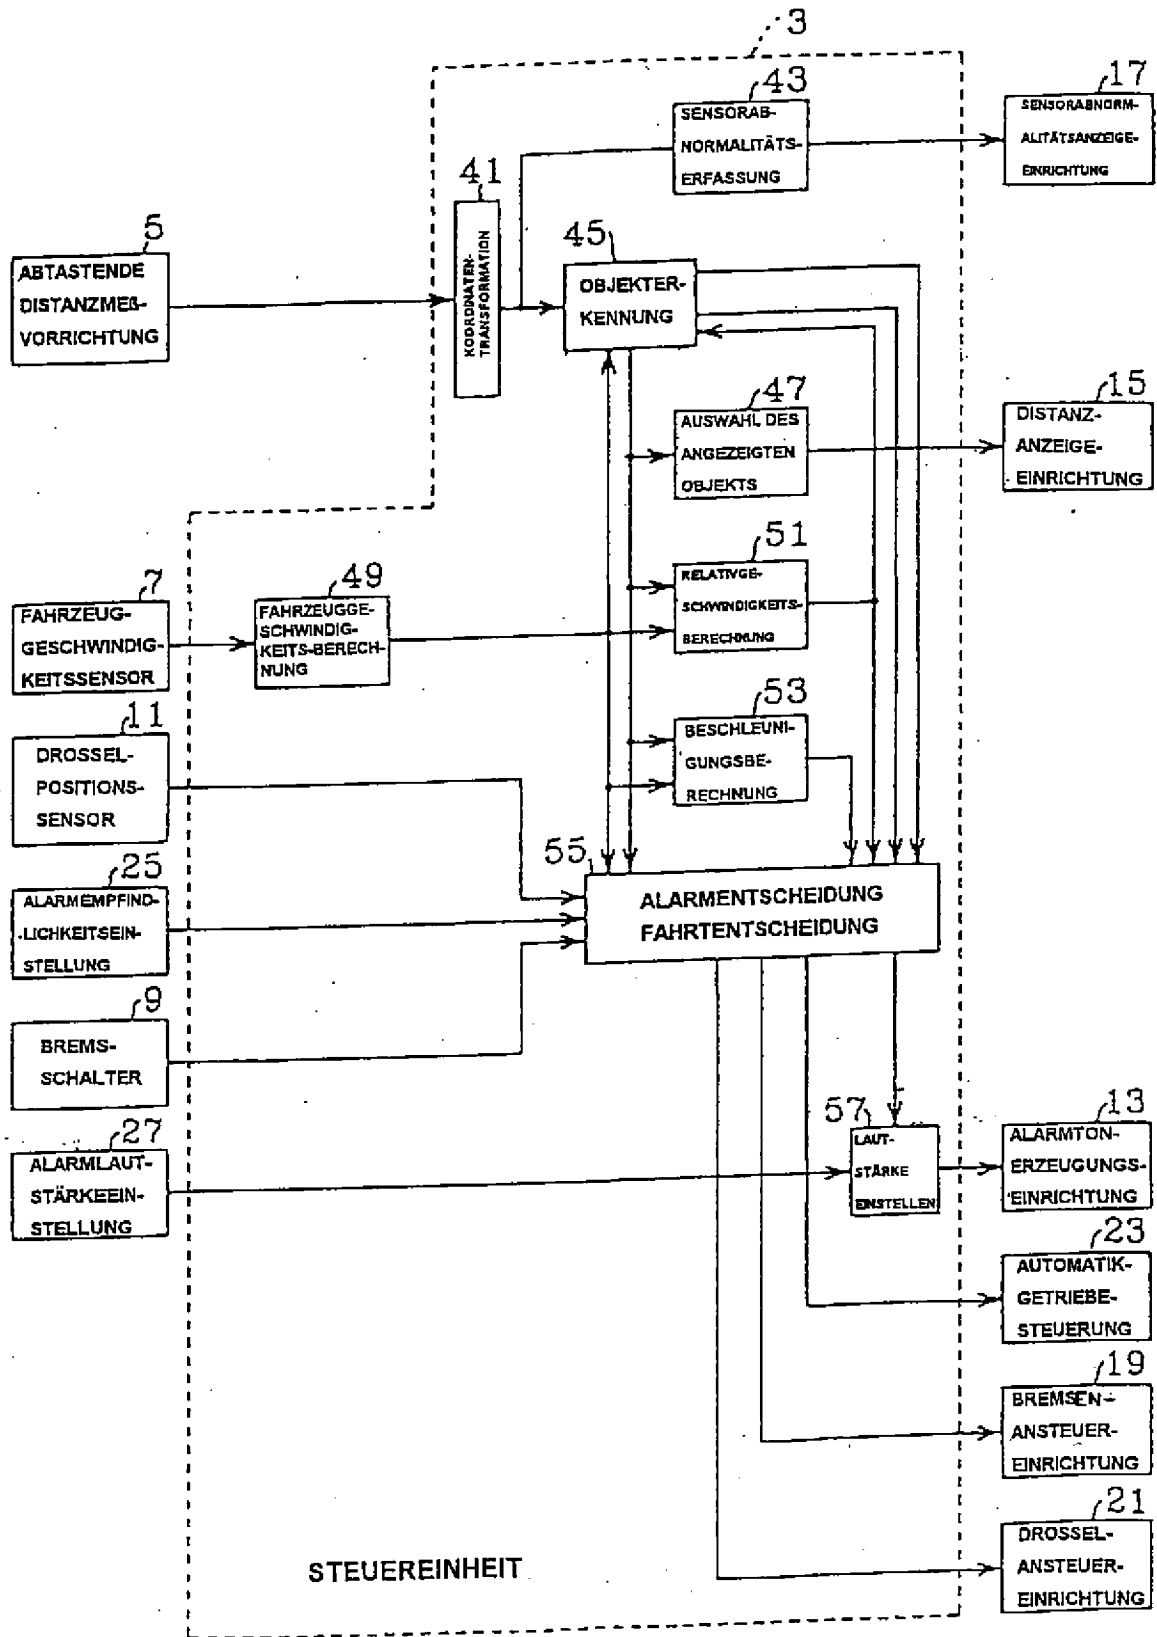 3
43
SENSORAB-
NORMALITÄTS-
ERFASSUNG
17
SENSORABNORM-
ALITÄTSANZEIGE-
EINRICHTUNG
41
KOORDINATEN-
TRANSFORMATION
5
ABTASTENDE
DISTANZMEß-
VORRICHTUNG
45
OBJEKTER-
KENNUNG
47
AUSWAHL DES
ANGEZEIGTEN
OBJEKTS
15
DISTANZ-
ANZEIGE-
EINRICHTUNG
51
RELATIVGE-
SCHWINDIGKEITS-
BERECHNUNG
7
FAHRZEUG-
GESCHWINDIG-
KEITSSENSOR
49
FAHRZEUGGE-
SCHWINDIG-
KEITS-BERECH-
NUNG
53
BESCHLEUNI-
GUNGSBE-
RECHNUNG
11
DROSSEL-
POSITIONS-
SENSOR
55
ALARMENTSCHEIDUNG
FAHRTENTSCHEIDUNG
25
ALARMEMPFIND-
LICHKEITSEIN-
STELLUNG
9
BREMS-
SCHALTER
27
ALARMLAUT-
STÄRKEEIN-
STELLUNG
57
LAUT-
STÄRKE
EINSTELLEN
13
ALARMTON-
ERZEUGUNGS-
EINRICHTUNG
23
AUTOMATIK-
GETRIEBE-
STEUERUNG
19
BREMSEN-
ANSTEUER-
EINRICHTUNG
21
DROSSEL-
ANSTEUER-
EINRICHTUNG
STEUEREINHEIT